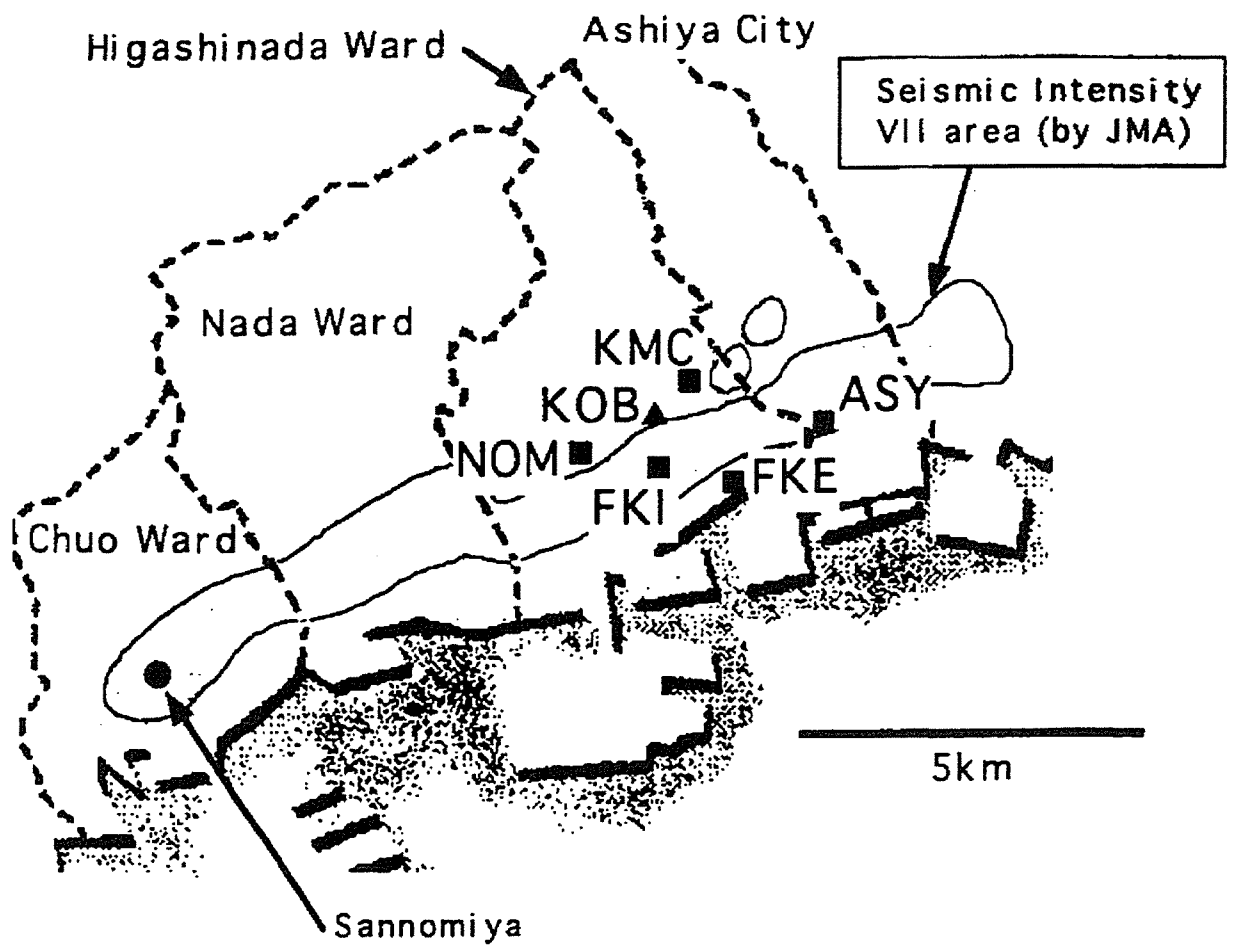 Higashinada Ward
Ashiya City
Seismic Intensity
VII area (by JMA)
Nada Ward
KMC
KOB
ASY
NOM
FKE
FKI
Chuo Ward
5km
Sannomiya